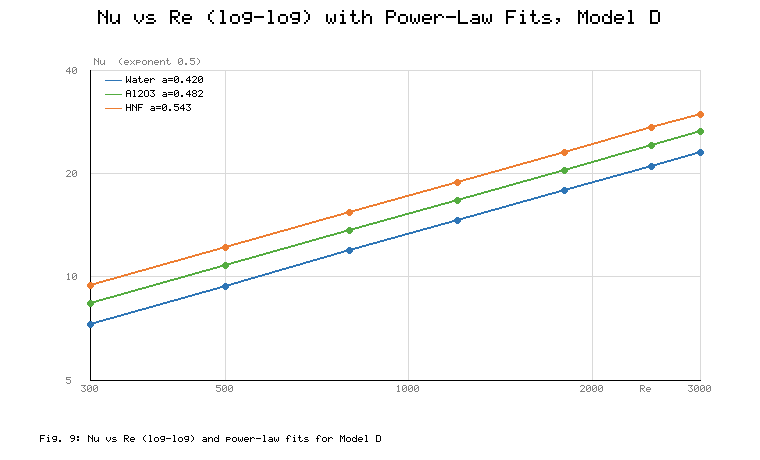 Nu vs Re (log-log) with Power-Law Fits, Model D
Nu (exponent 0.5)
40
Water a=0.420
Al2O3 a=0.482
HNF a=0.543
20
10
5
300 500 1000 2000 Re 3000
Fig. 9: Nu vs Re (log-log) and power-law fits for Model D